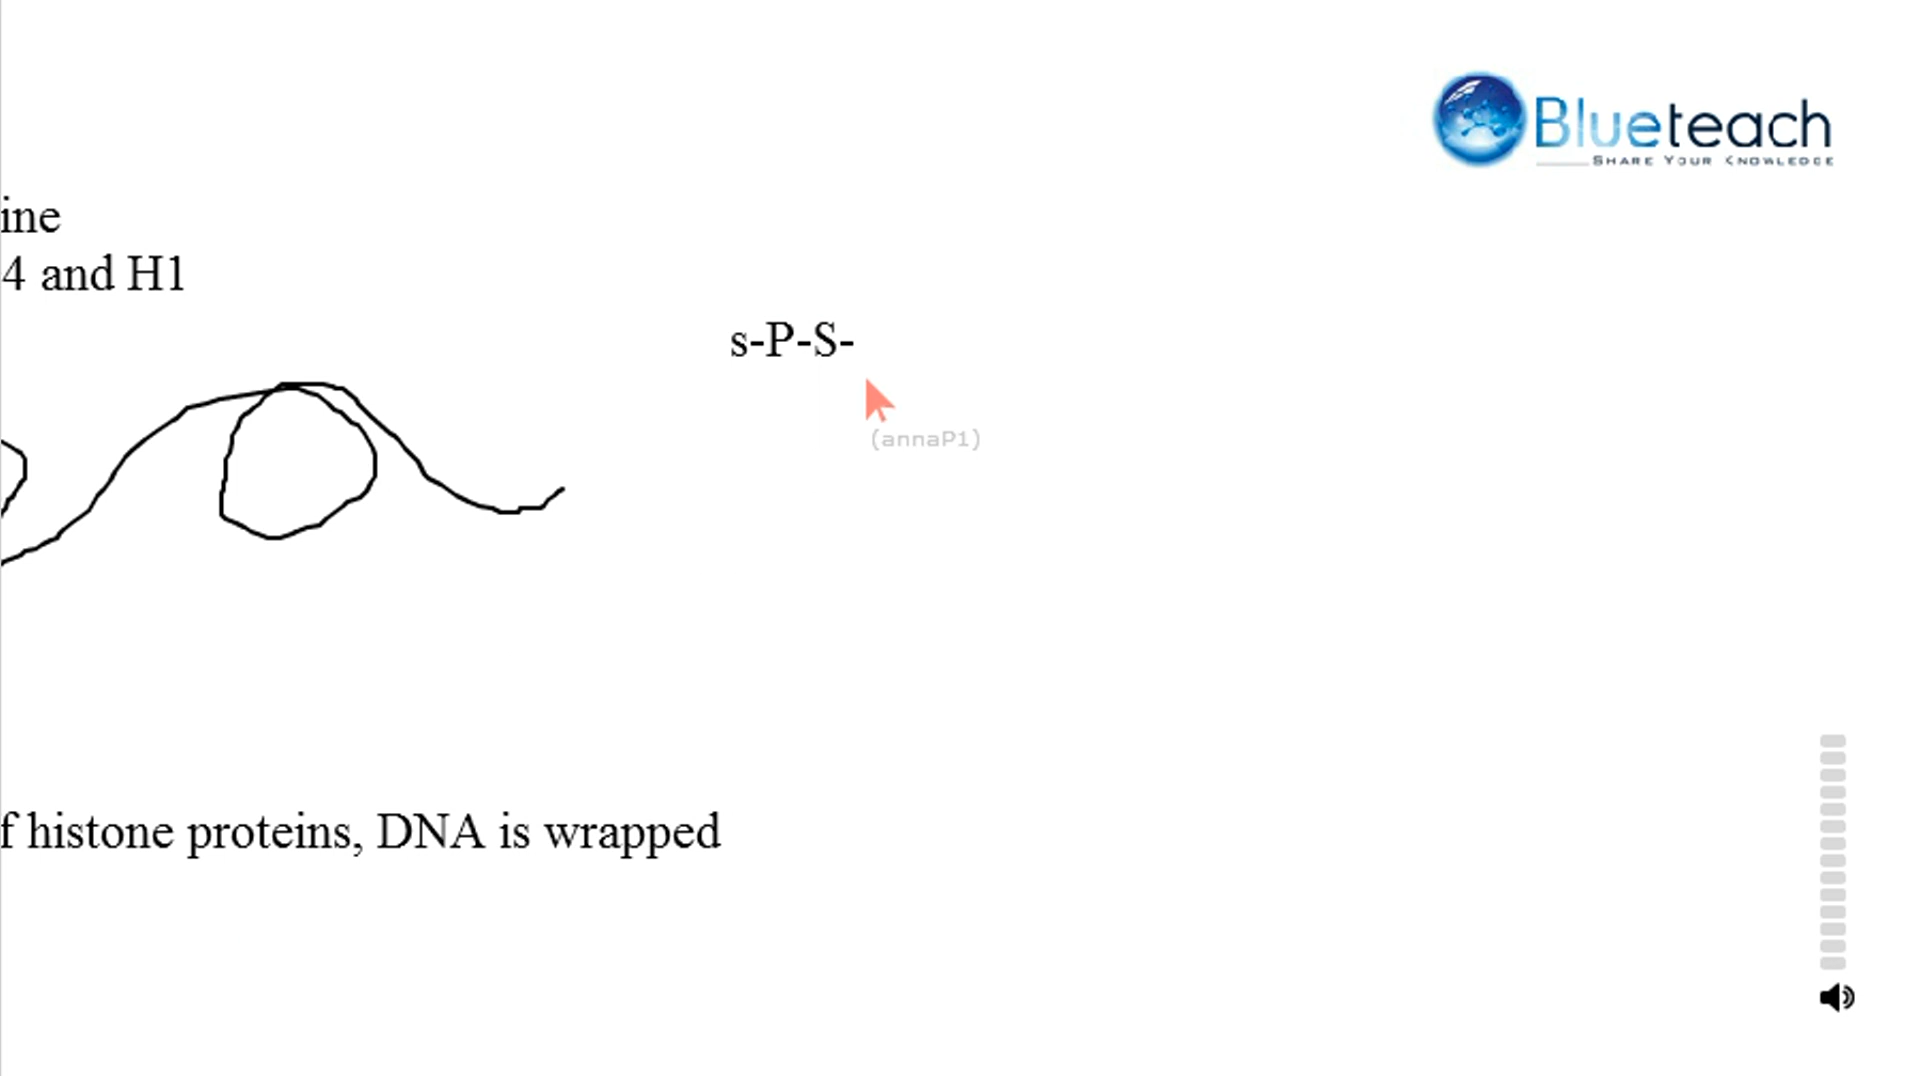 Blueteach
SHARE YOUR KNOWLEDGE
ine
4 and H1
s-P-S-
(annaP1)
f histone proteins, DNA is wrapped